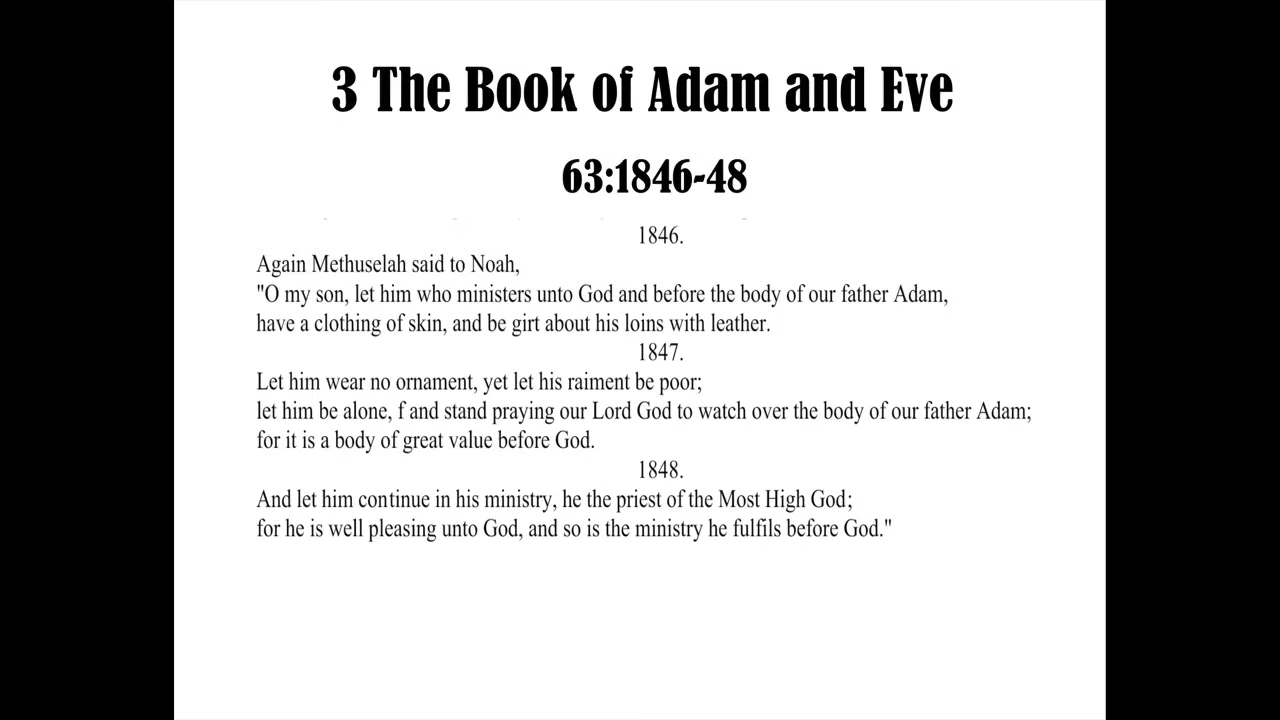 3 The Book of Adam and Eve
63:1846-48
1846.
Again Methuselah said to Noah,
"O my son, let him who ministers unto God and before the body of our father Adam,
have a clothing of skin, and be girt about his loins with leather.
1847.
Let him wear no ornament, yet let his raiment be poor;
let him be alone, f and stand praying our Lord God to watch over the body of our father Adam;
for it is a body of great value before God.
1848.
And let him continue in his ministry, he the priest of the Most High God;
for he is well pleasing unto God, and so is the ministry he fulfils before God."